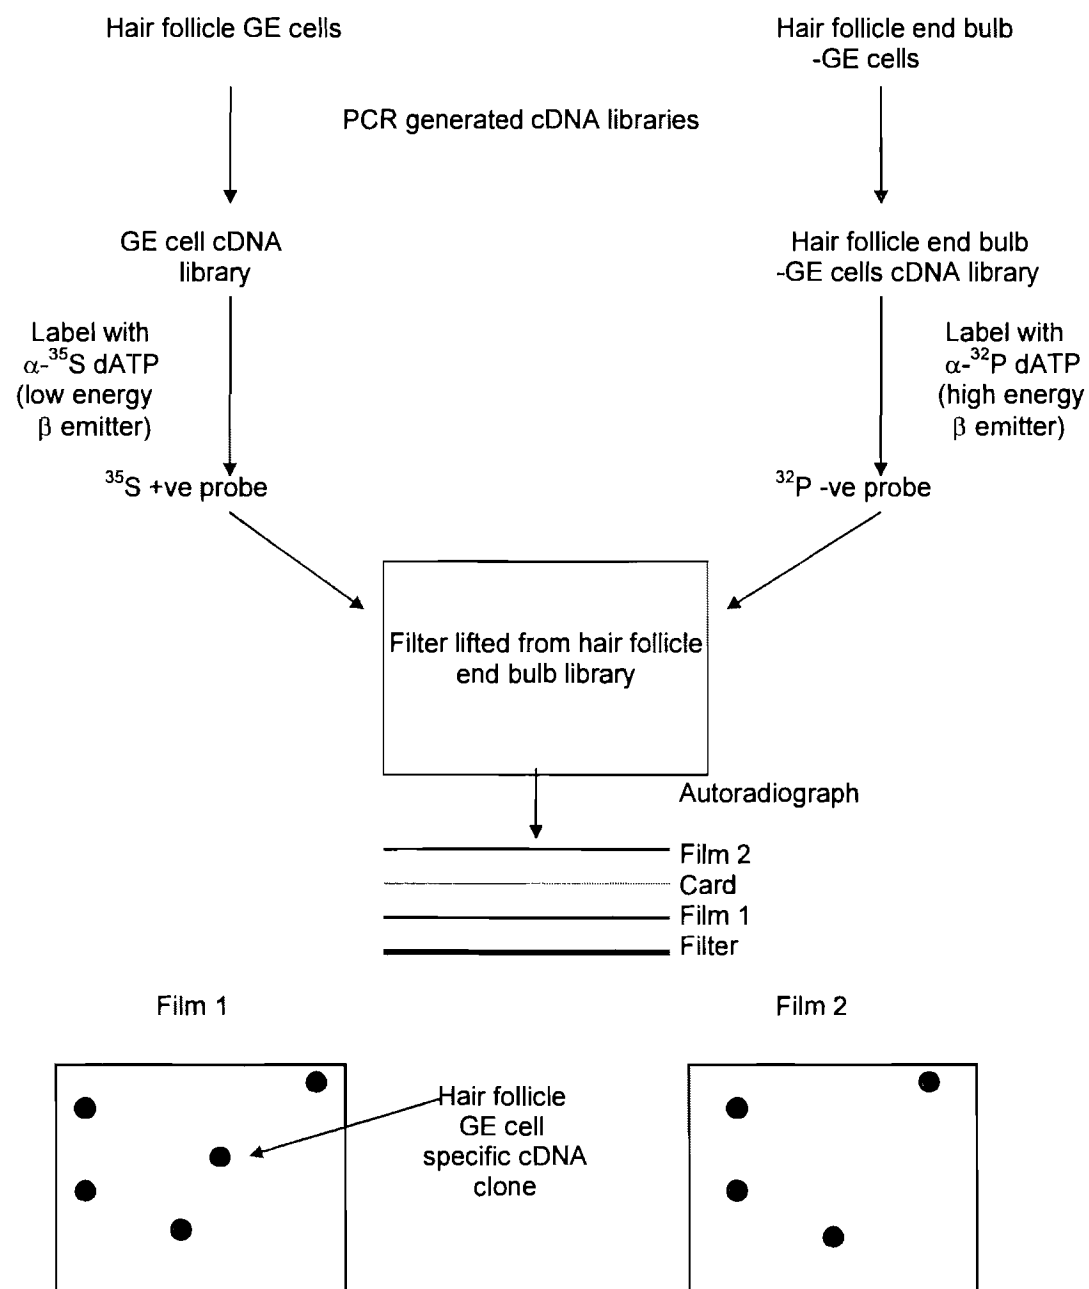 Hair follicle GE cells
Hair follicle end bulb
-GE cells
PCR generated cDNA libraries
GE cell cDNA
library
Hair follicle end bulb
-GE cells cDNA library
Label with
α-³⁵S dATP
(low energy
β emitter)
Label with
α-³²P dATP
(high energy
β emitter)
³⁵S +ve probe
³²P -ve probe
Filter lifted from hair follicle
end bulb library
Autoradiograph
Film 2
Card
Film 1
Filter
Film 1
Film 2
Hair follicle
GE cell
specific cDNA
clone